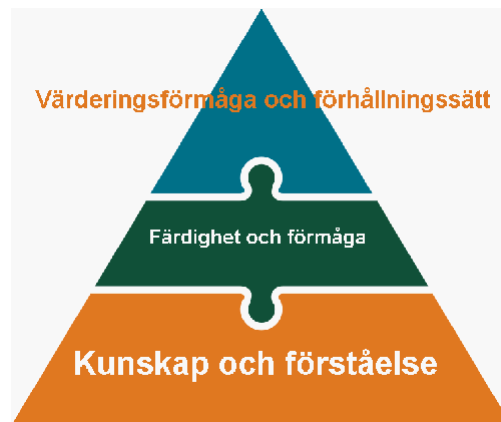 Värderingsförmåga och förhållningssätt
Färdighet och förmåga
Kunskap och förståelse